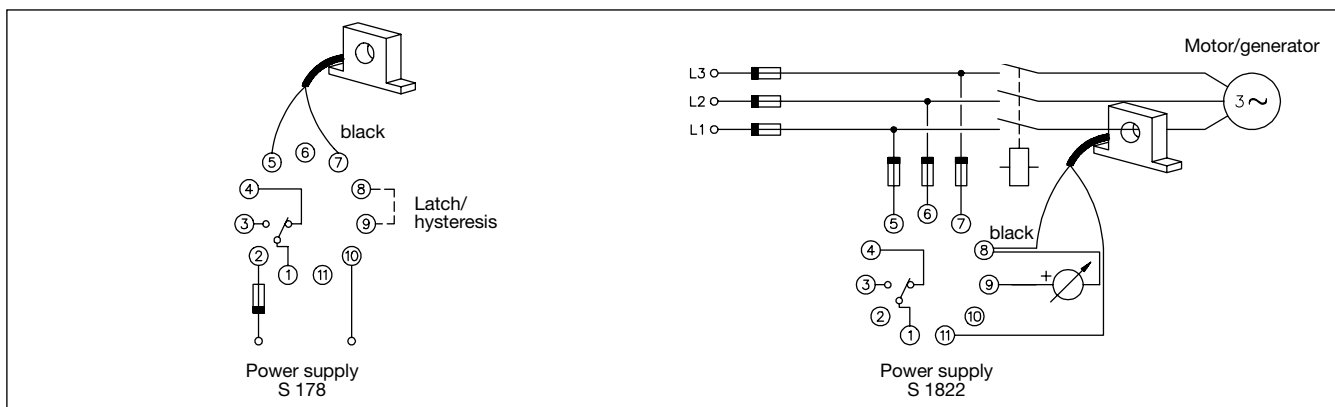 black
5
6
7
4
8
3
9
Latch/
hysteresis
2
10
1
11
Power supply
S 178
Motor/generator
L3
L2
L1
3 ~
5
6
7
black
4
8
3
9
+
2
10
1
11
Power supply
S 1822